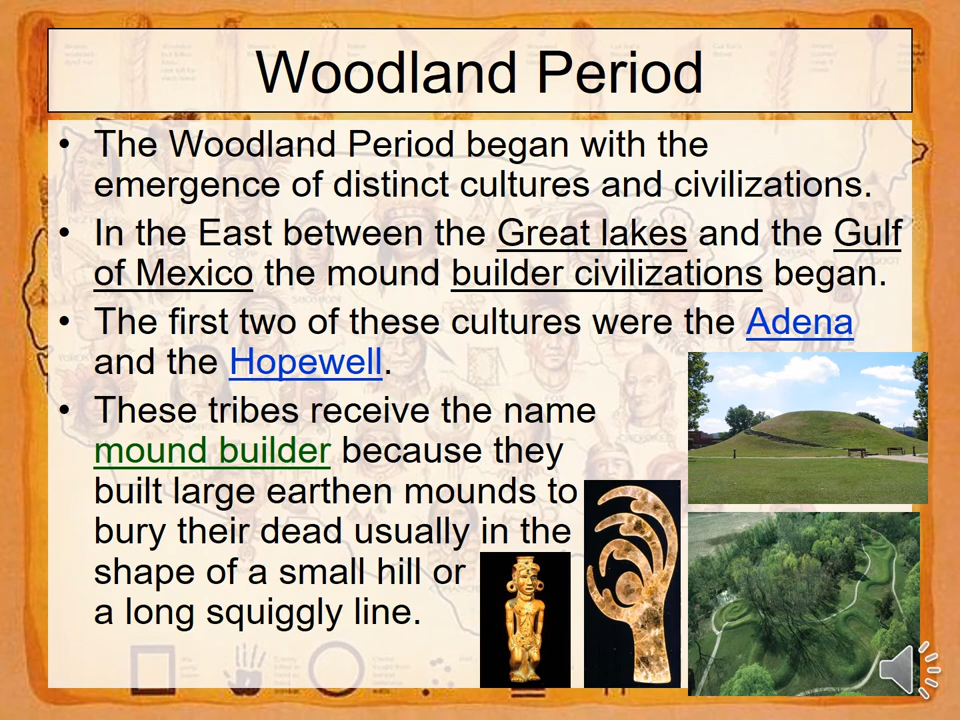 Woodland Period
• The Woodland Period began with the
emergence of distinct cultures and civilizations.
• In the East between the Great lakes and the Gulf
of Mexico the mound builder civilizations began.
• The first two of these cultures were the Adena
and the Hopewell.
• These tribes receive the name
mound builder because they
built large earthen mounds to
bury their dead usually in the
shape of a small hill or
a long squiggly line.